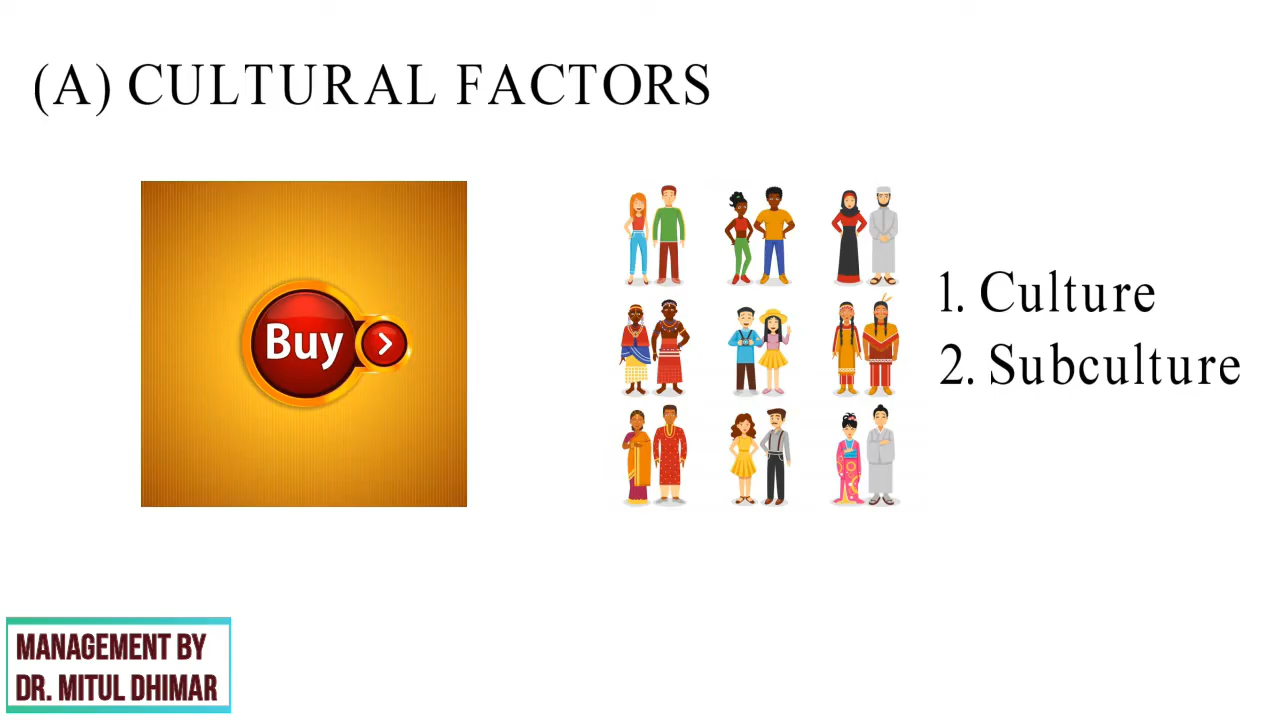 (A) CULTURAL FACTORS
Buy
1. Culture
2. Subculture
MANAGEMENT BY
DR. MITUL DHIMAR